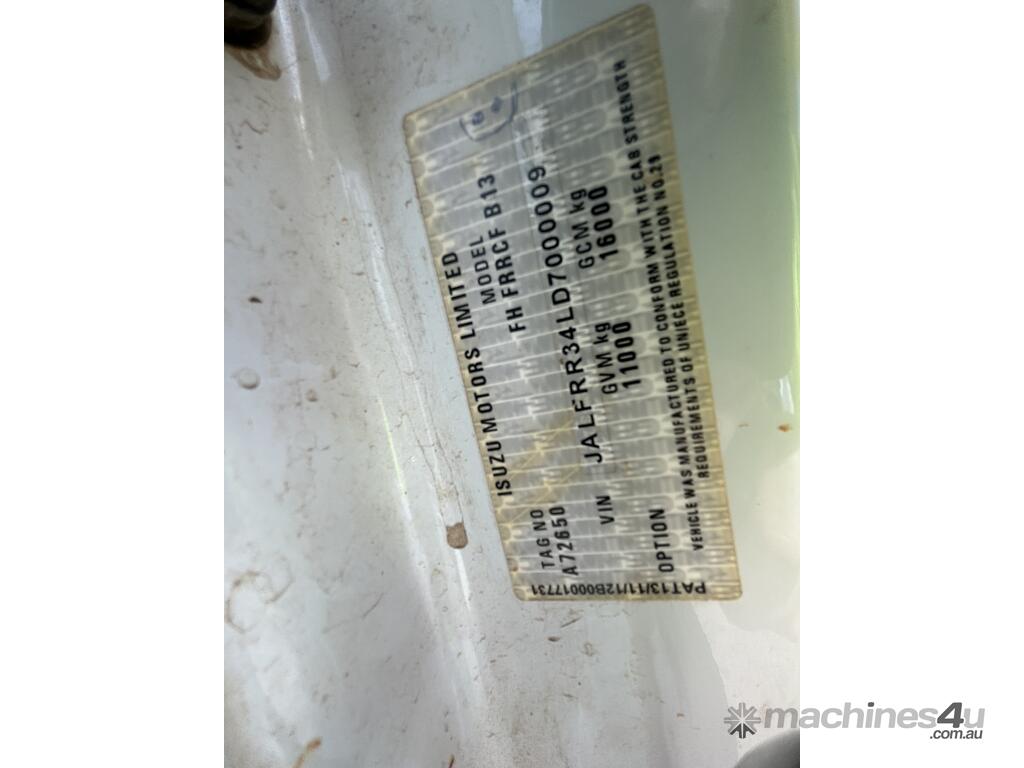 ISUZU MOTORS LIMITED
TAG NO MODEL
A72650 FH FRRCF B13
VIN JALFRR34LD7000009
GVM kg GCM kg
11000 16000
OPTION
VEHICLE WAS MANUFACTURED TO CONFORM WITH THE CAB STRENGTH
REQUIREMENTS OF UN/ECE REGULATION NO.29
PAT13/11/12B00017731
machines4u
.com.au